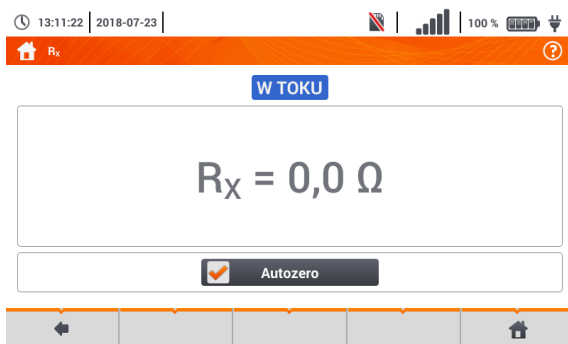 13:11:22 2018-07-23 100 %
Rx ?
W TOKU
Rx = 0,0 Ω
Autozero